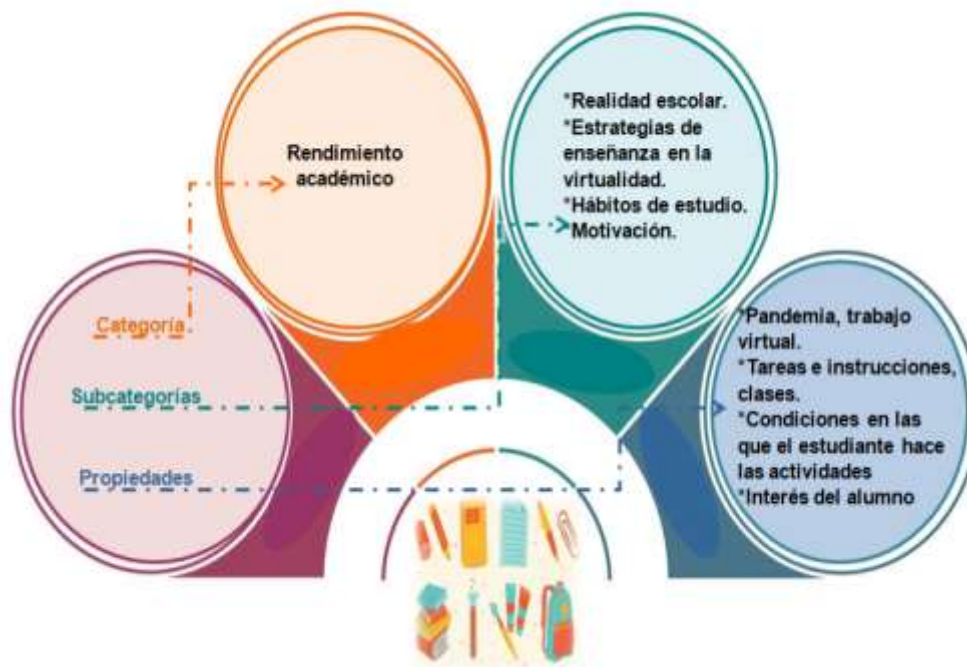 Categoría
Subcategorías
Propiedades
Rendimiento
académico
*Realidad escolar.
*Estrategias de
enseñanza en la
virtualidad.
*Hábitos de estudio.
*Motivación.
*Pandemia, trabajo
virtual.
*Tareas e instrucciones,
clases.
*Condiciones en las
que el estudiante hace
las actividades
*Interés del alumno